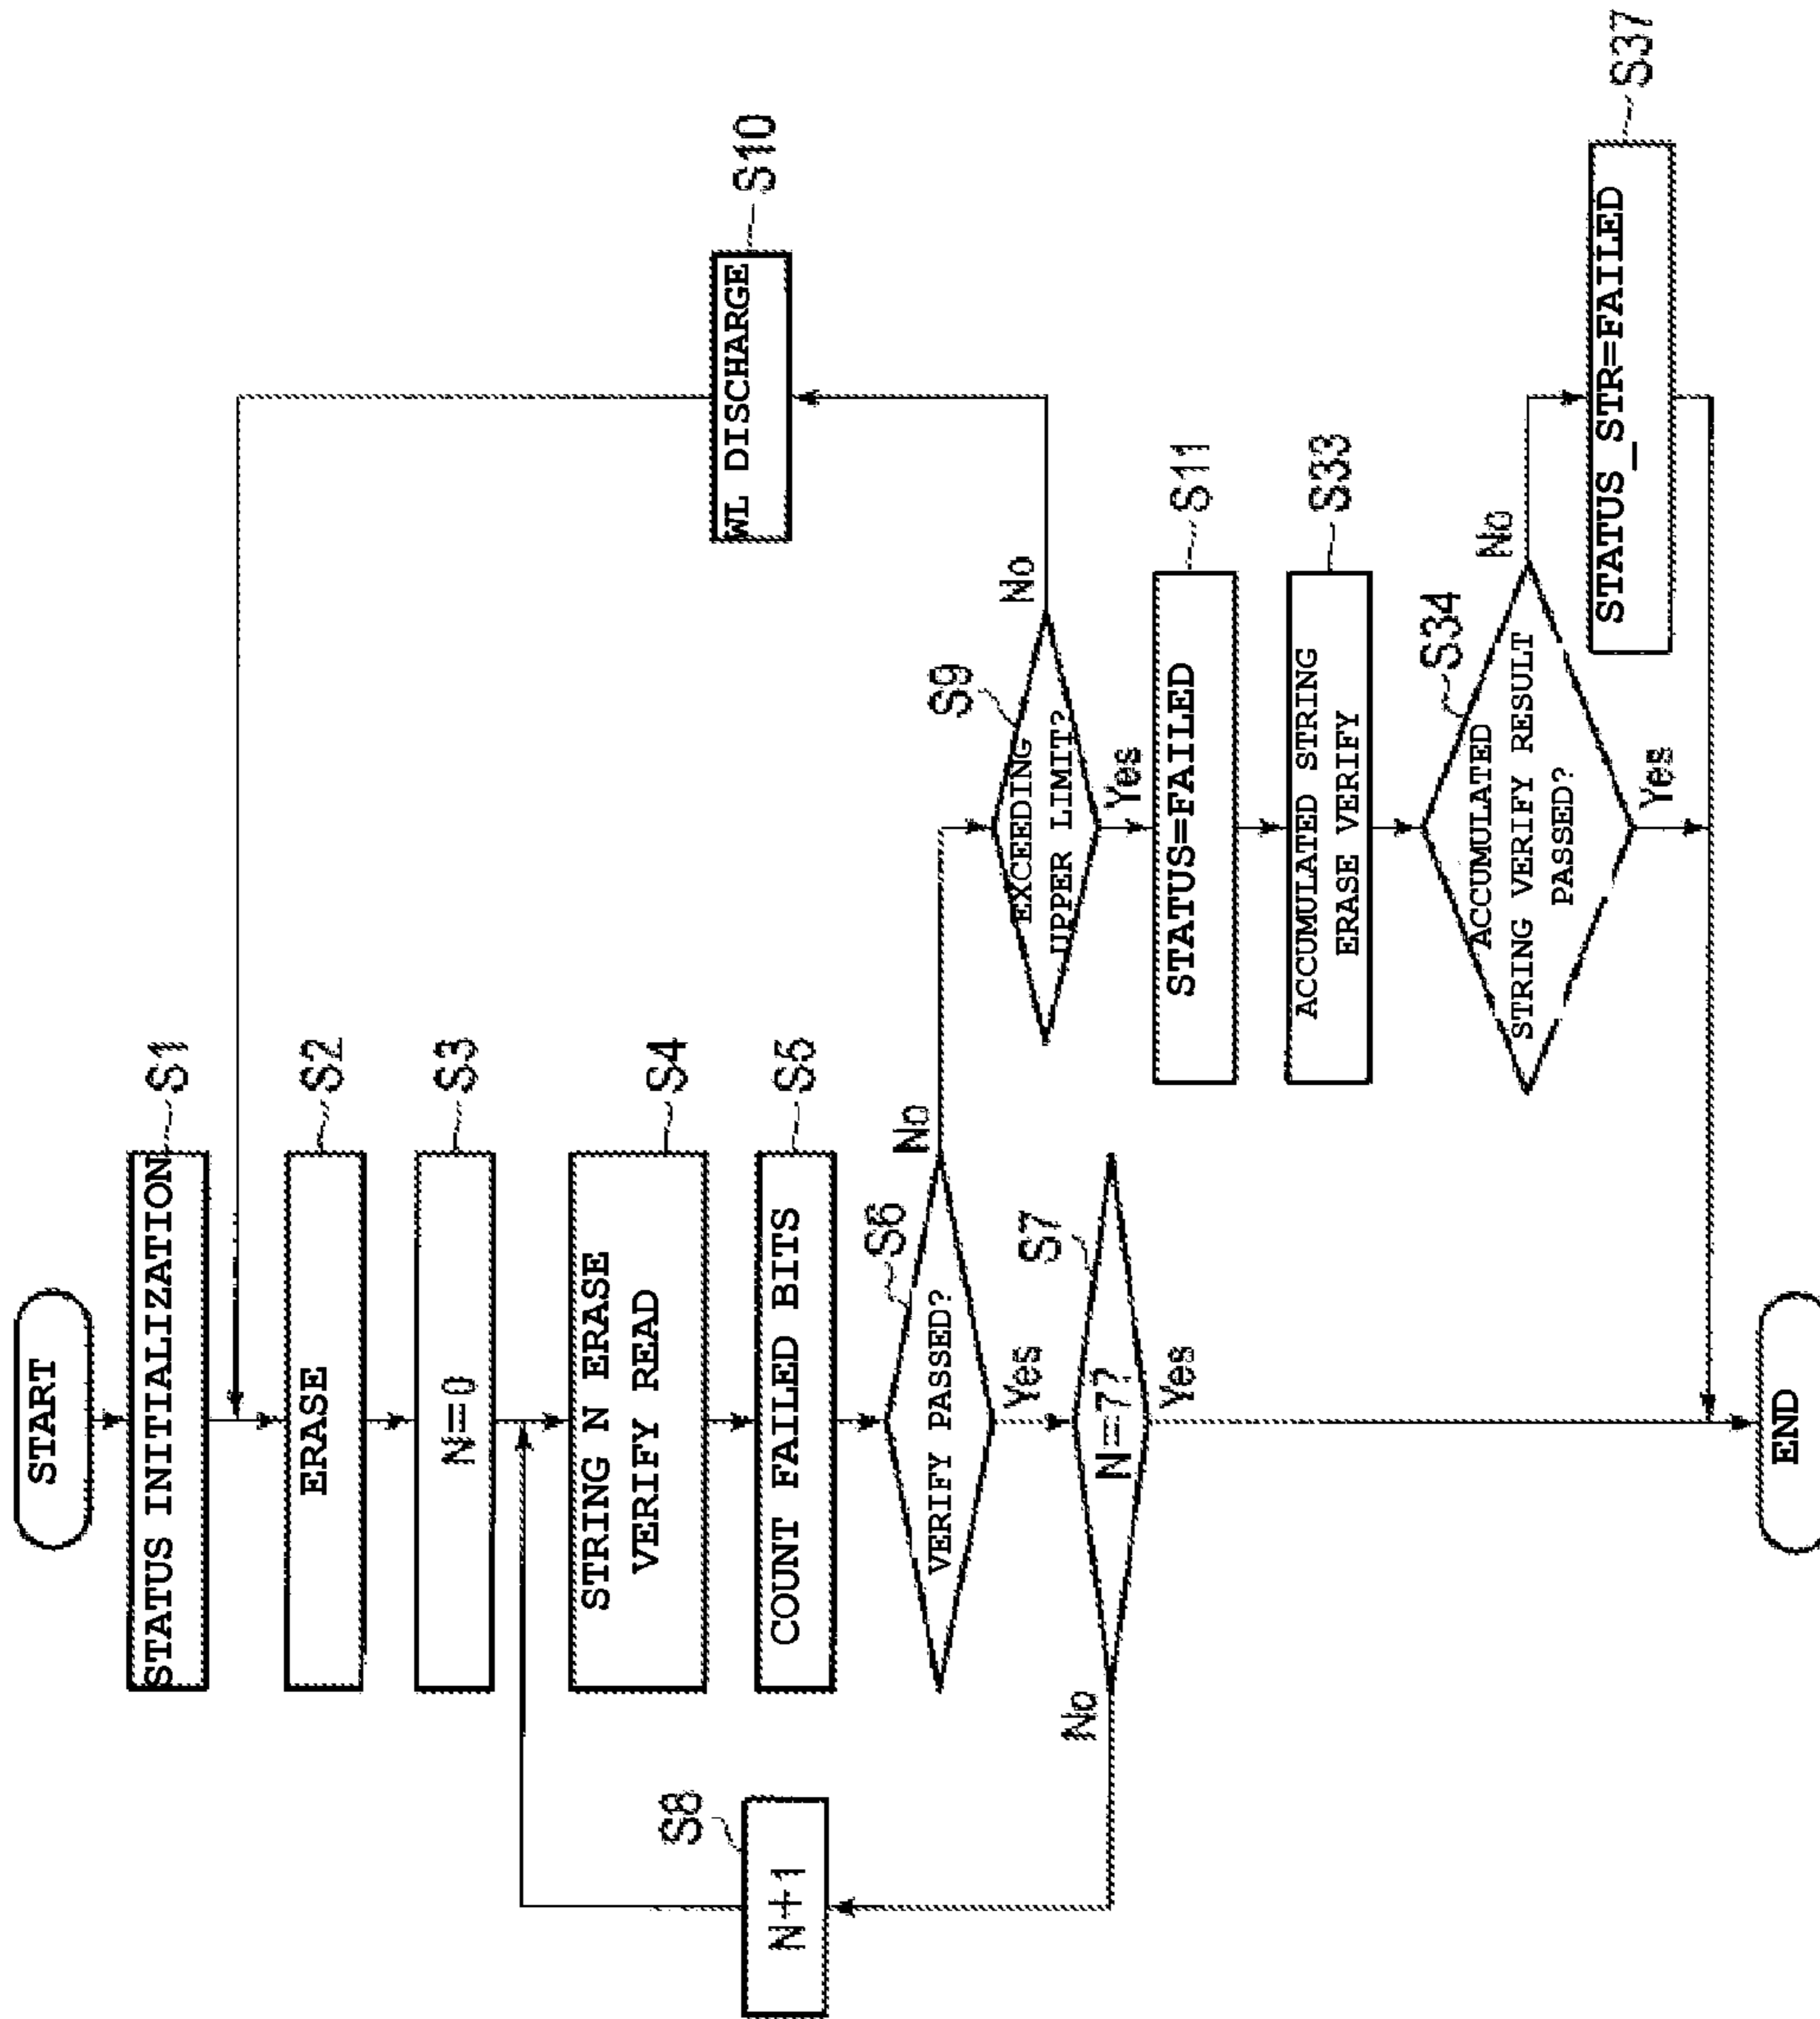 START
STATUS INITIALIZATION
S1
ERASE
S2
N=0
S3
STRING N ERASE
VERIFY READ
S4
COUNT FAILED BITS
S5
VERIFY PASSED?
S6
No
Yes
N=7?
S7
No
Yes
N+1
S8
EXCEEDING
UPPER LIMIT?
S9
No
Yes
WL DISCHARGE
S10
STATUS=FAILED
S11
ACCUMULATED STRING
ERASE VERIFY
S33
ACCUMULATED
STRING VERIFY RESULT
PASSED?
S34
No
Yes
STATUS_STR=FAILED
S37
END